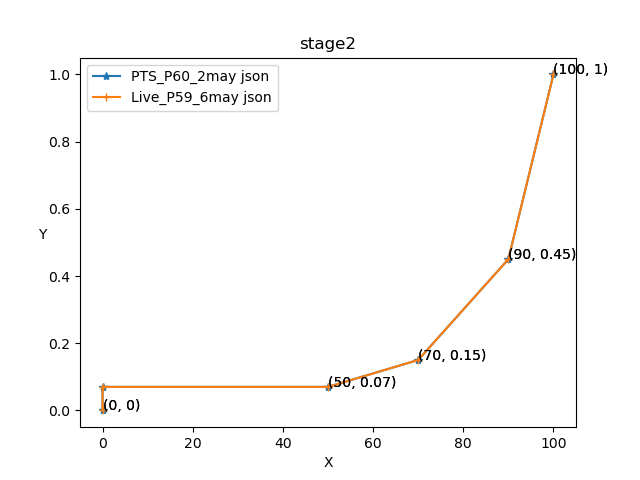 stage2
PTS_P60_2may json
Live_P59_6may json
1.0
0.8
0.6
0.4
0.2
0.0
Y
(100, 1)
(90, 0.45)
(70, 0.15)
(50, 0.07)
(0, 0)
0 20 40 60 80 100
X